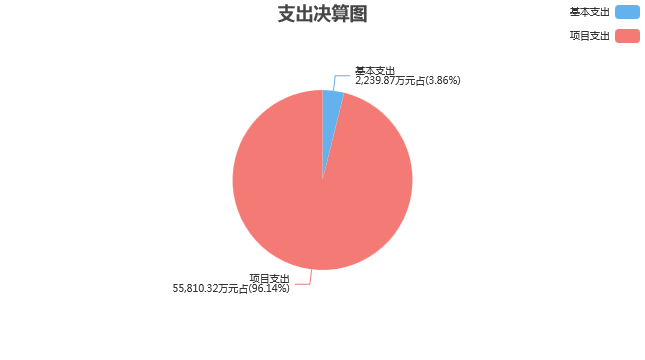 支出决算图
基本支出
项目支出
基本支出
2,239.87万元占(3.86%)
项目支出
55,810.32万元占(96.14%)